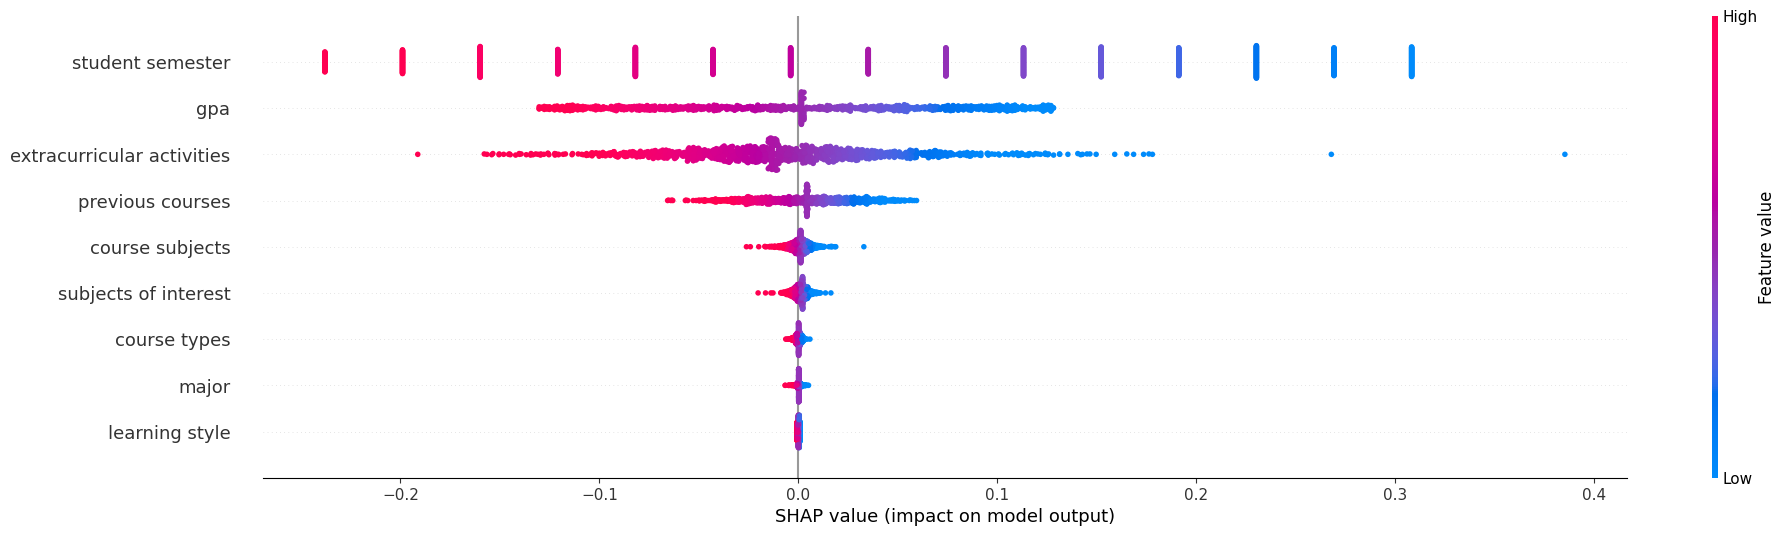 student semester
gpa
extracurricular activities
previous courses
course subjects
subjects of interest
course types
major
learning style
−0.2 −0.1 0.0 0.1 0.2 0.3 0.4
SHAP value (impact on model output)
High
Feature value
Low